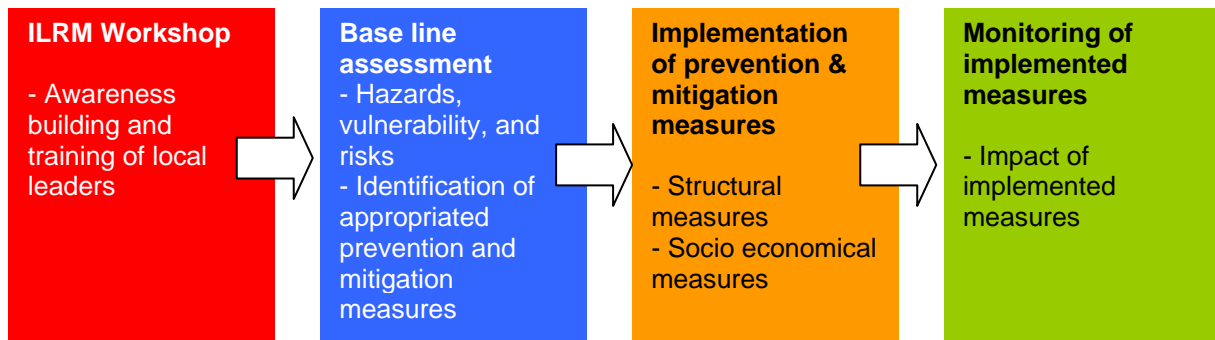 ILRM Workshop
- Awareness
building and
training of local
leaders
Base line
assessment
- Hazards,
vulnerability, and
risks
- Identification of
appropriated
prevention and
mitigation
measures
Implementation
of prevention &
mitigation
measures
- Structural
measures
- Socio economical
measures
Monitoring of
implemented
measures
- Impact of
implemented
measures